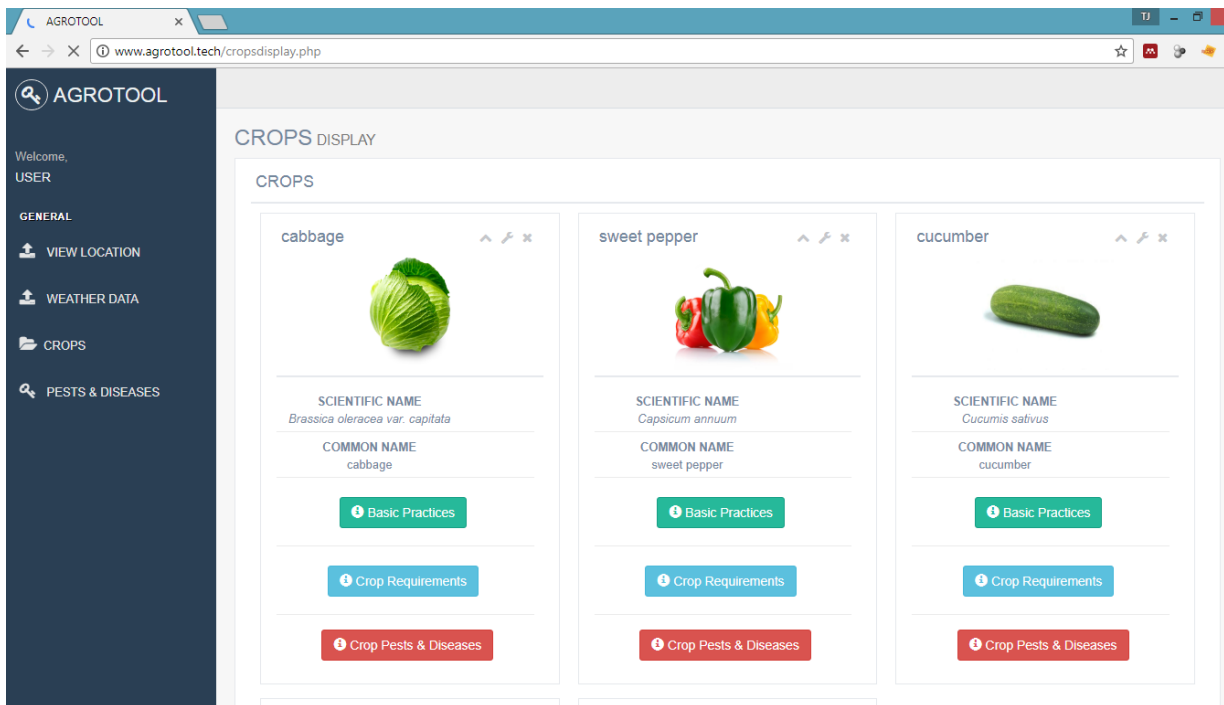 AGROTOOL
TJ
www.agrotool.tech/cropsdisplay.php
AGROTOOL
Welcome,
USER
GENERAL
VIEW LOCATION
WEATHER DATA
CROPS
PESTS & DISEASES
CROPS DISPLAY
CROPS
cabbage
SCIENTIFIC NAME
Brassica oleracea var. capitata
COMMON NAME
cabbage
Basic Practices
Crop Requirements
Crop Pests & Diseases
sweet pepper
SCIENTIFIC NAME
Capsicum annuum
COMMON NAME
sweet pepper
Basic Practices
Crop Requirements
Crop Pests & Diseases
cucumber
SCIENTIFIC NAME
Cucumis sativus
COMMON NAME
cucumber
Basic Practices
Crop Requirements
Crop Pests & Diseases